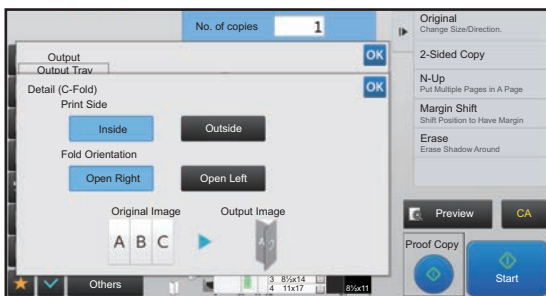 No. of copies 1
Output OK
Output Tray
Detail (C-Fold) OK
Print Side
Inside Outside
Fold Orientation
Open Right Open Left
Original Image Output Image
A B C
Others
3 8½x14
4 11x17
8½x11
Original
Change Size/Direction.
2-Sided Copy
N-Up
Put Multiple Pages in A Page
Margin Shift
Shift Position to Have Margin
Erase
Erase Shadow Around
Preview CA
Proof Copy
Start